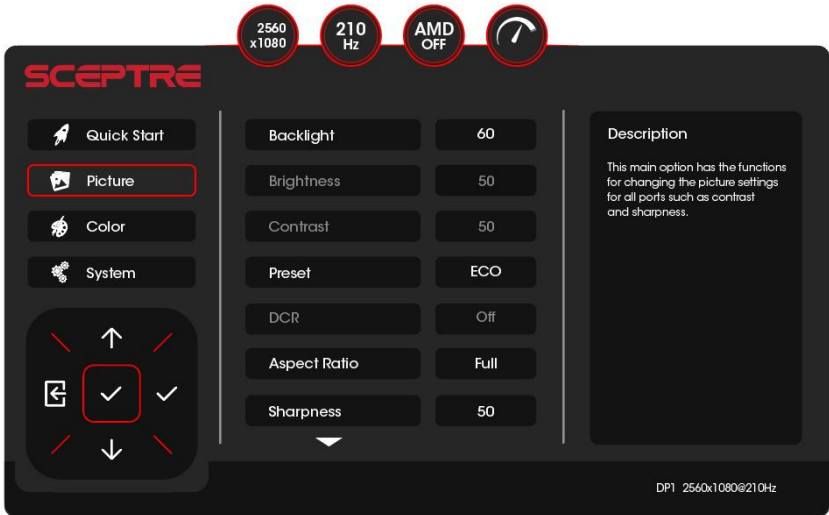 2560
x1080
210
Hz
AMD
OFF
SCEPTRE
Quick Start
Picture
Color
System
Backlight 60
Brightness 50
Contrast 50
Preset ECO
DCR Off
Aspect Ratio Full
Sharpness 50
Description
This main option has the functions
for changing the picture settings
for all ports such as contrast
and sharpness.
DP1 2560x1080@210Hz